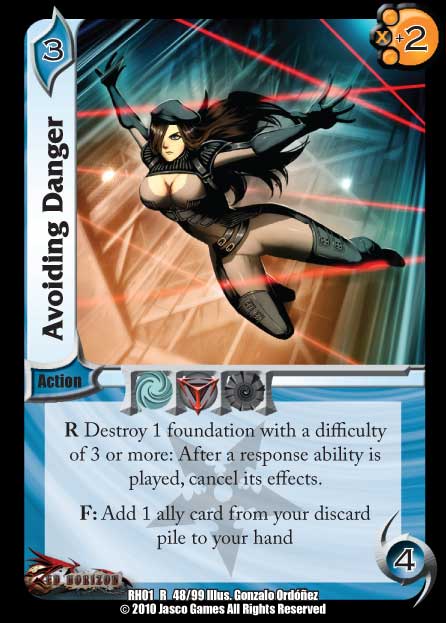 3
X +2
Avoiding Danger
Action
R Destroy 1 foundation with a difficulty
of 3 or more: After a response ability is
played, cancel its effects.
F: Add 1 ally card from your discard
pile to your hand
4
RED HORIZON
RH01 R 48/99 Illus. Gonzalo Ordóñez
© 2010 Jasco Games All Rights Reserved